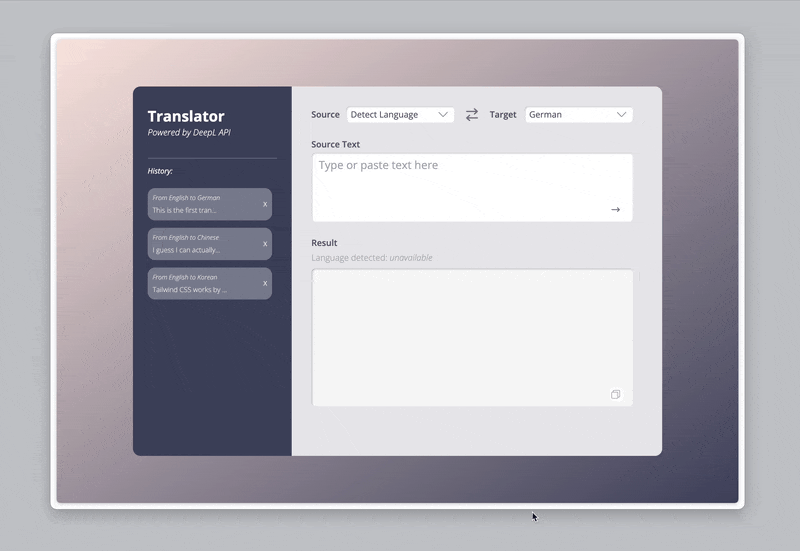 Translator
Powered by DeepL API
History:
From English to German
This is the first tran...
x
From English to Chinese
I guess I can actually...
x
From English to Korean
Tailwind CSS works by ...
x
Source
Detect Language
Target
German
Source Text
Type or paste text here
Result
Language detected: unavailable